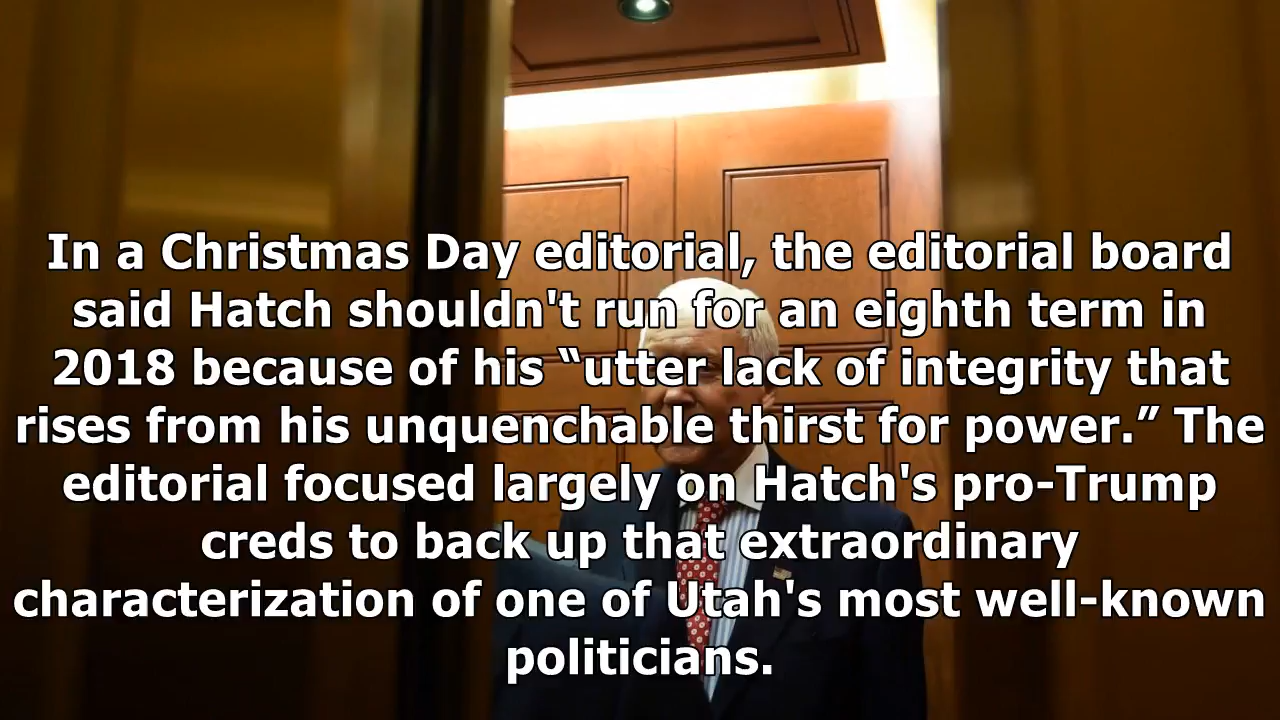 In a Christmas Day editorial, the editorial board
said Hatch shouldn't run for an eighth term in
2018 because of his “utter lack of integrity that
rises from his unquenchable thirst for power.” The
editorial focused largely on Hatch's pro-Trump
creds to back up that extraordinary
characterization of one of Utah's most well-known
politicians.